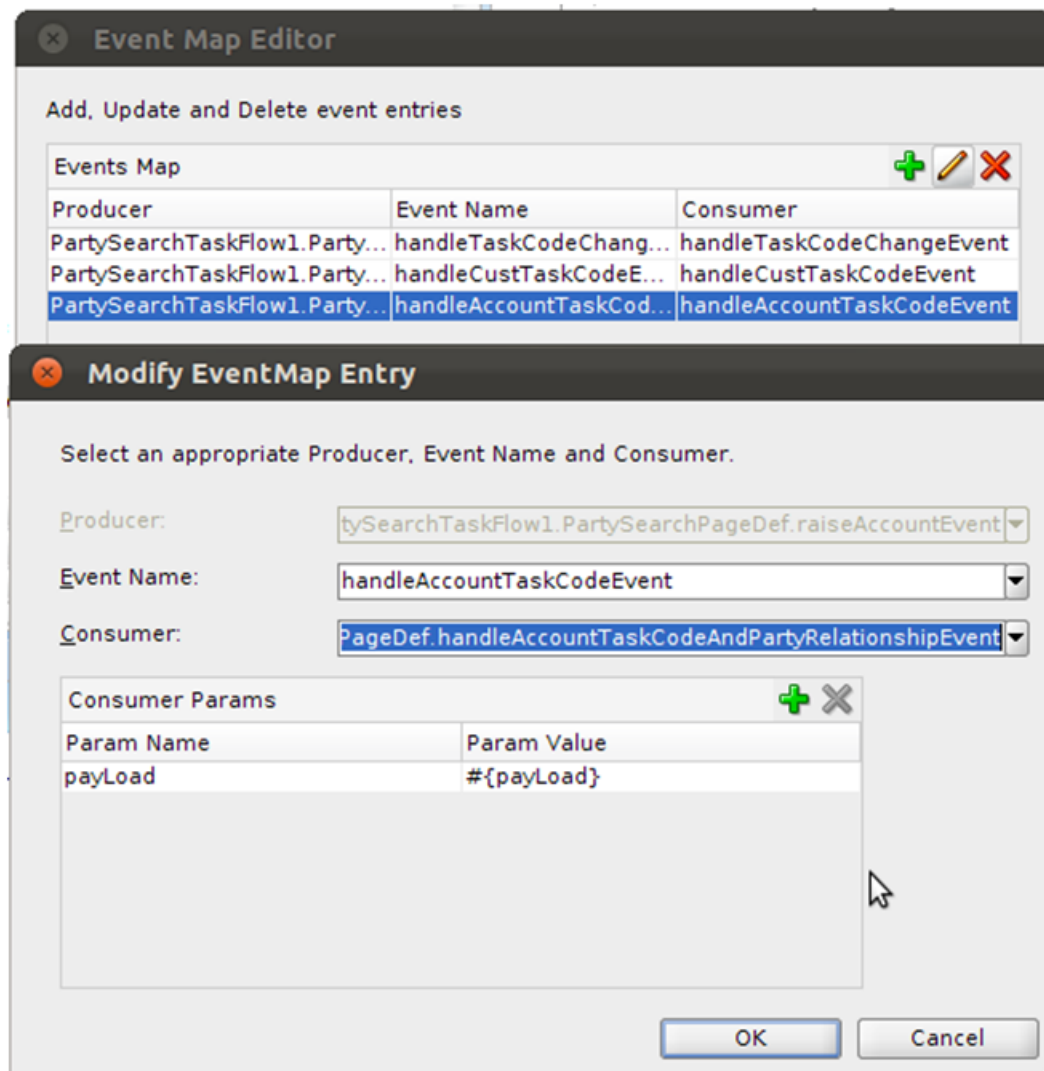 Event Map Editor
Add, Update and Delete event entries
Events Map
Producer Event Name Consumer
PartySearchTaskFlow1.Party... handleTaskCodeChang... handleTaskCodeChangeEvent
PartySearchTaskFlow1.Party... handleCustTaskCodeE... handleCustTaskCodeEvent
PartySearchTaskFlow1.Party... handleAccountTaskCod... handleAccountTaskCodeEvent
Modify EventMap Entry
Select an appropriate Producer, Event Name and Consumer.
Producer: tySearchTaskFlow1.PartySearchPageDef.raiseAccountEvent
Event Name: handleAccountTaskCodeEvent
Consumer: PageDef.handleAccountTaskCodeAndPartyRelationshipEvent
Consumer Params
Param Name Param Value
payLoad #{payLoad}
OK Cancel